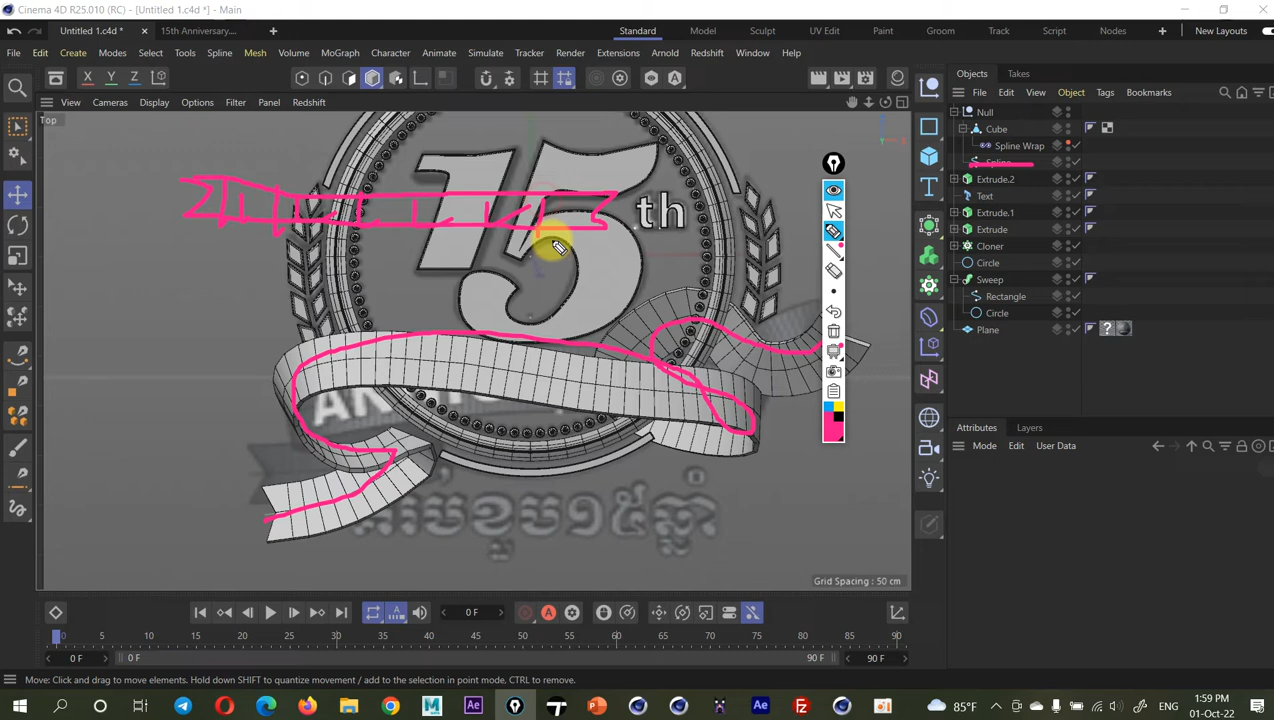 Cinema 4D R25.010 (RC) - [Untitled 1.c4d *] - Main
Untitled 1.c4d *
15th Anniversary....
Standard
Model
Sculpt
UV Edit
Paint
Groom
Track
Script
Nodes
New Layouts
File
Edit
Create
Modes
Select
Tools
Spline
Mesh
Volume
MoGraph
Character
Animate
Simulate
Tracker
Render
Extensions
Arnold
Redshift
Window
Help
X
Y
Z
Objects
Takes
View
Cameras
Display
Options
Filter
Panel
Redshift
File
Edit
View
Object
Tags
Bookmarks
Top
Null
Cube
Spline Wrap
Spline
Extrude.2
Text
Extrude.1
Extrude
Cloner
Circle
Sweep
Rectangle
Circle
Plane
15
th
Attributes
Layers
Mode
Edit
User Data
Grid Spacing : 50 cm
0 F
0
5
10
15
20
25
30
35
40
45
50
55
60
65
70
75
80
85
90
0 F
0 F
90 F
90 F
Move: Click and drag to move elements. Hold down SHIFT to quantize movement / add to the selection in point mode, CTRL to remove.
85°F
ENG
1:59 PM
01-Oct-22